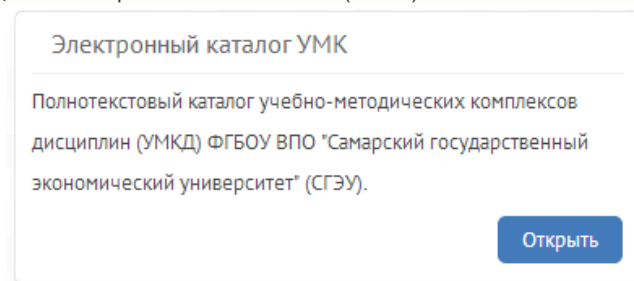 Электронный каталог УМК
Полнотекстовый каталог учебно-методических комплексов
дисциплин (УМКД) ФГБОУ ВПО "Самарский государственный
экономический университет" (СГЭУ).
Открыть